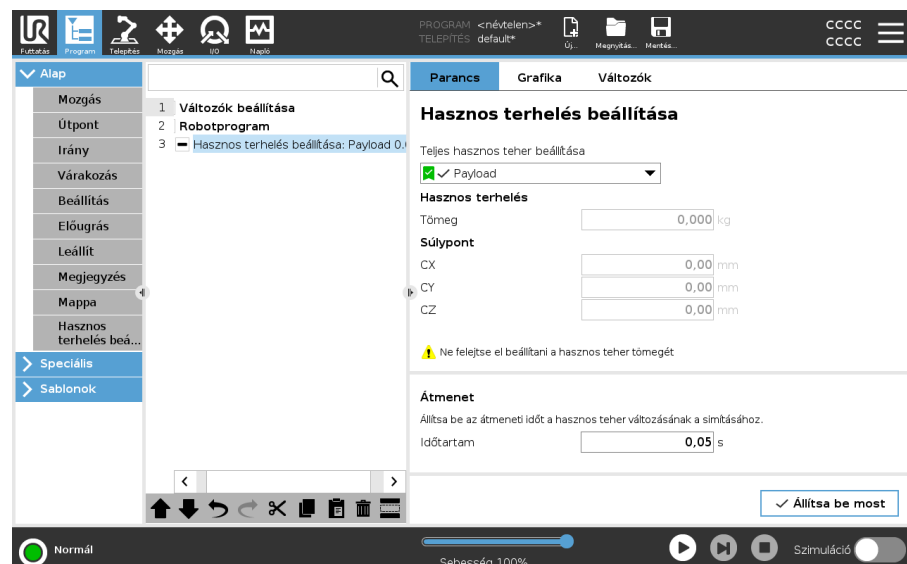 UR
Futtatás
Program
Telepítés
Mozgás
I/O
Napló
PROGRAM <névtelen>*
TELEPÍTÉS default*
Új...
Megnyitás...
Mentés...
cccc
cccc
Alap
Mozgás
Útpont
Irány
Várakozás
Beállítás
Előugrás
Leállít
Megjegyzés
Mappa
Hasznos
terhelés beá...
Speciális
Sablonok
1 Változók beállítása
2 Robotprogram
3 Hasznos terhelés beállítása: Payload 0.
Parancs Grafika Változók
Hasznos terhelés beállítása
Teljes hasznos teher beállítása
Payload
Hasznos terhelés
Tömeg 0,000 kg
Súlypont
CX 0,00 mm
CY 0,00 mm
CZ 0,00 mm
Ne felejtse el beállítani a hasznos teher tömegét
Átmenet
Állítsa be az átmeneti időt a hasznos teher változásának a simításához.
Időtartam 0,05 s
Állítsa be most
Normál
Sebesség 100%
Szimuláció